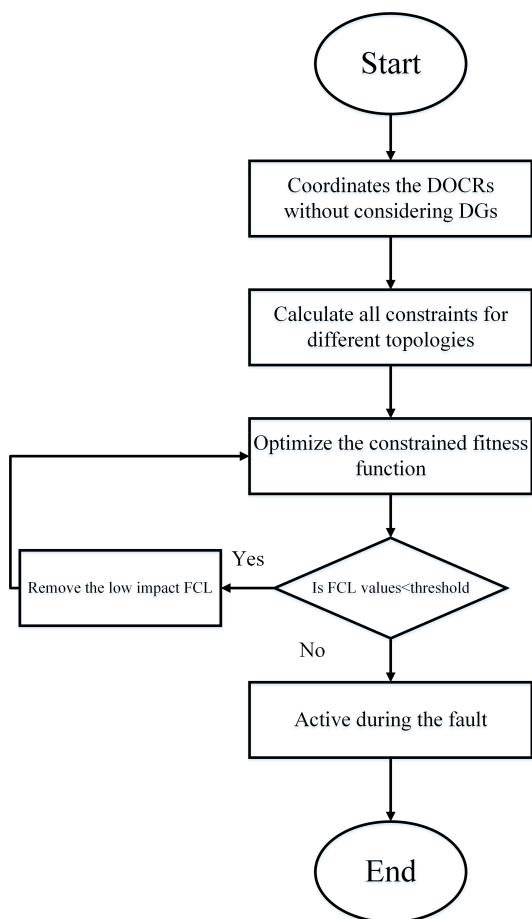 Start
Coordinates the DOCRs
without considering DGs
Calculate all constraints for
different topologies
Optimize the constrained fitness
function
Yes
Remove the low impact FCL
Is FCL values<threshold
No
Active during the fault
End